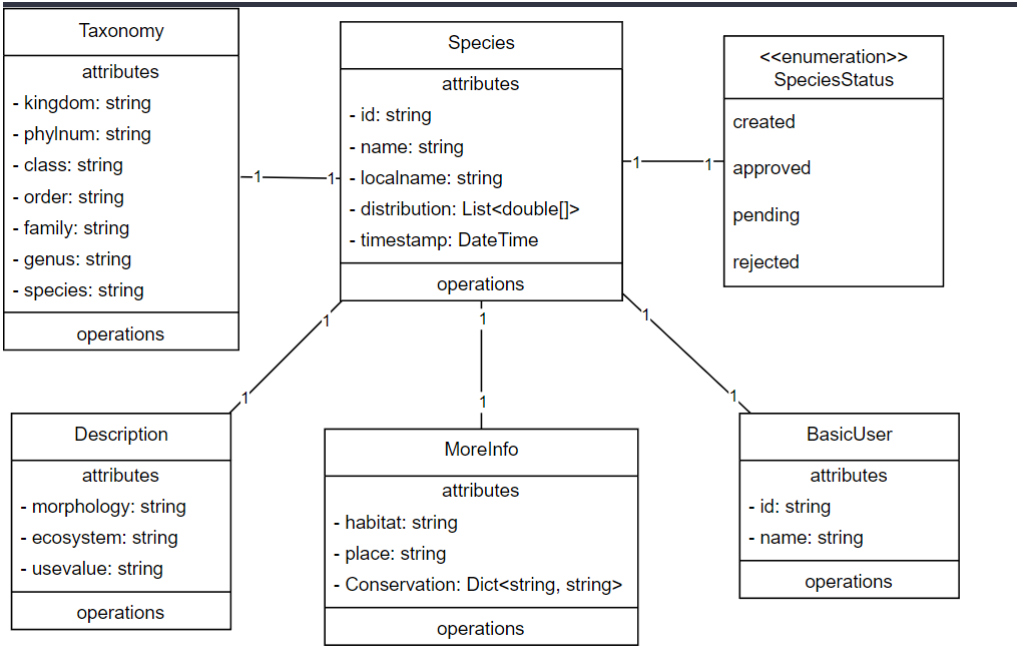 Taxonomy
attributes
- kingdom: string
- phylnum: string
- class: string
- order: string
- family: string
- genus: string
- species: string
operations
Species
attributes
- id: string
- name: string
- localname: string
- distribution: List<double[]>
- timestamp: DateTime
operations
<<enumeration>>
SpeciesStatus
created
approved
pending
rejected
1
1
1
1
1
1
1
1
1
1
Description
attributes
- morphology: string
- ecosystem: string
- usevalue: string
operations
MoreInfo
attributes
- habitat: string
- place: string
- Conservation: Dict<string, string>
operations
BasicUser
attributes
- id: string
- name: string
operations